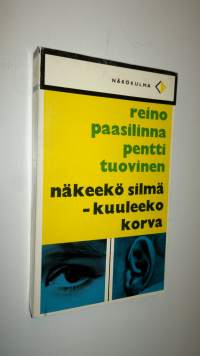 NÄKÖKULMA
reino
paasilinna
pentti
tuovinen
näkeekö silmä
-kuuleeko
korva